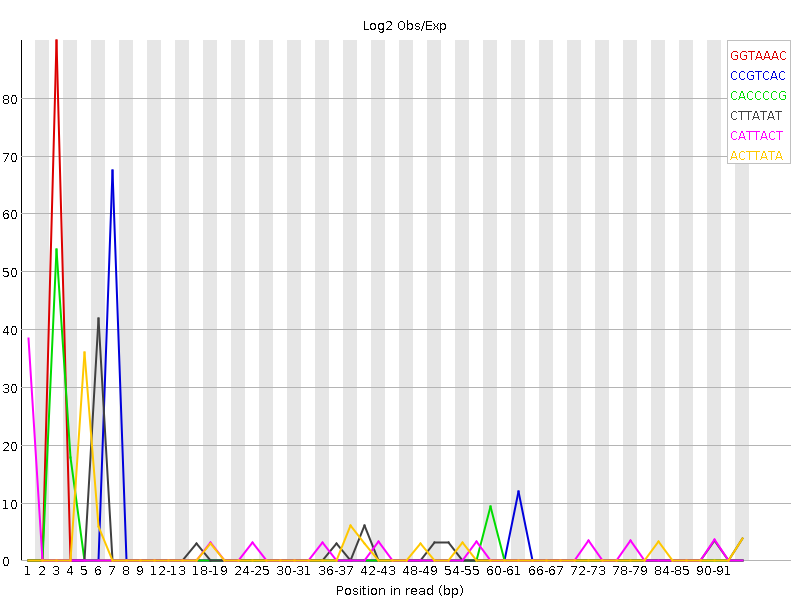 Log2 Obs/Exp
GGTAAAC
CCGTCAC
CACCCCG
CTTATAT
CATTACT
ACTTATA
80
70
60
50
40
30
20
10
0
1 2 3 4 5 6 7 8 9 12-13 18-19 24-25 30-31 36-37 42-43 48-49 54-55 60-61 66-67 72-73 78-79 84-85 90-91
Position in read (bp)